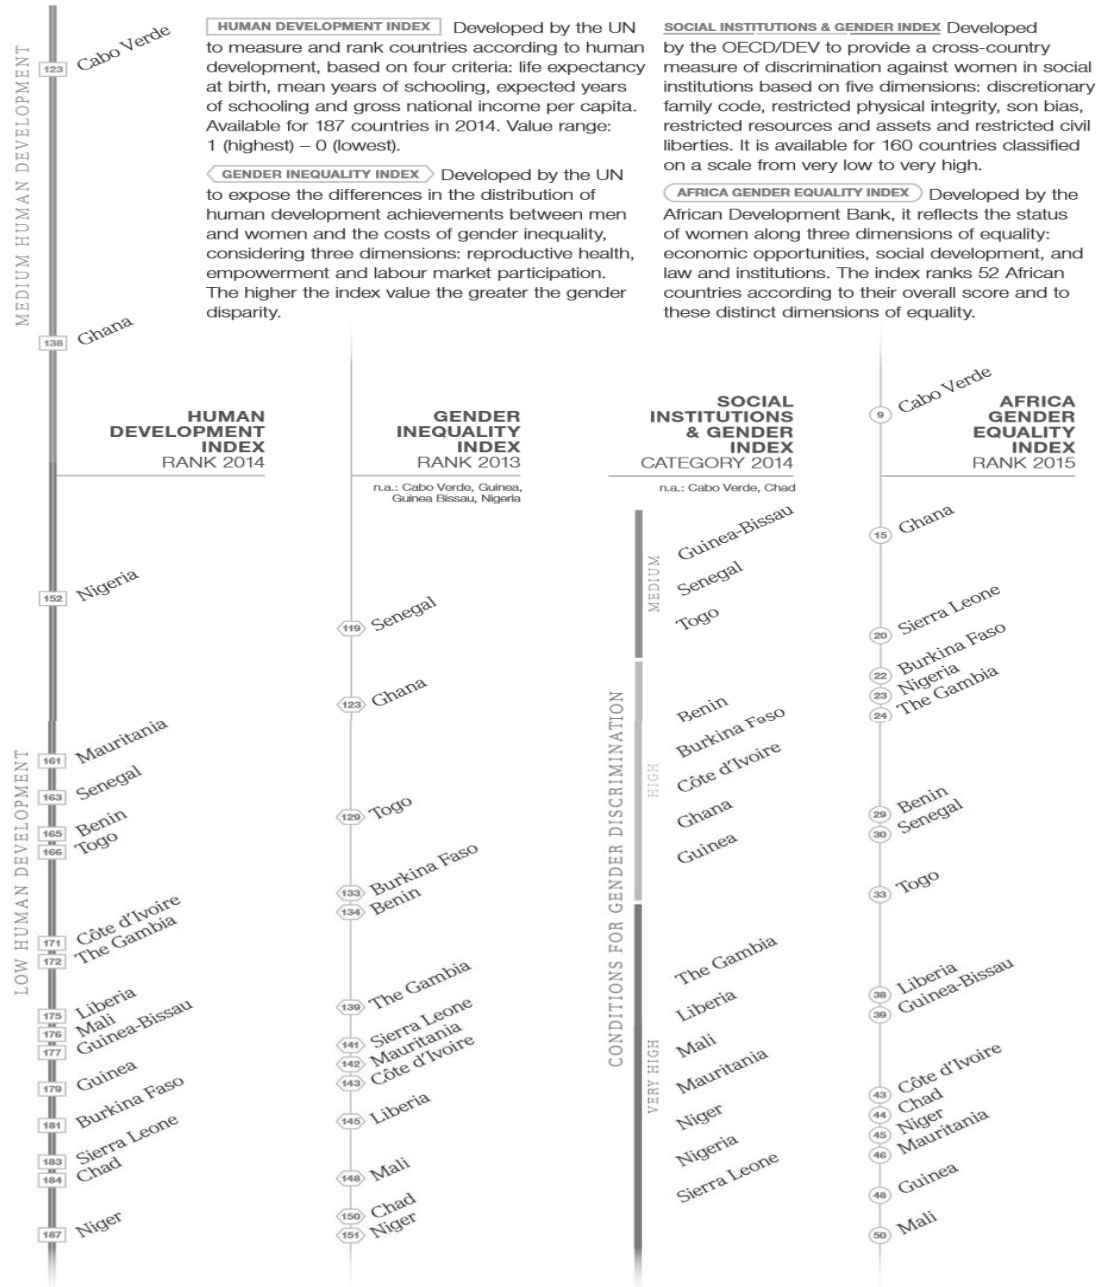 HUMAN DEVELOPMENT INDEX Developed by the UN
to measure and rank countries according to human
development, based on four criteria: life expectancy
at birth, mean years of schooling, expected years
of schooling and gross national income per capita.
Available for 187 countries in 2014. Value range:
1 (highest) – 0 (lowest).
GENDER INEQUALITY INDEX Developed by the UN
to expose the differences in the distribution of
human development achievements between men
and women and the costs of gender inequality,
considering three dimensions: reproductive health,
empowerment and labour market participation.
The higher the index value the greater the gender
disparity.
SOCIAL INSTITUTIONS & GENDER INDEX Developed
by the OECD/DEV to provide a cross-country
measure of discrimination against women in social
institutions based on five dimensions: discretionary
family code, restricted physical integrity, son bias,
restricted resources and assets and restricted civil
liberties. It is available for 160 countries classified
on a scale from very low to very high.
AFRICA GENDER EQUALITY INDEX Developed by the
African Development Bank, it reflects the status
of women along three dimensions of equality:
economic opportunities, social development, and
law and institutions. The index ranks 52 African
countries according to their overall score and to
these distinct dimensions of equality.
HUMAN
DEVELOPMENT
INDEX
RANK 2014
MEDIUM HUMAN DEVELOPMENT
123 Cabo Verde
138 Ghana
152 Nigeria
LOW HUMAN DEVELOPMENT
161 Mauritania
163 Senegal
165 Benin
166 Togo
171 Côte d'Ivoire
172 The Gambia
175 Liberia
176 Mali
177 Guinea-Bissau
179 Guinea
181 Burkina Faso
183 Sierra Leone
184 Chad
187 Niger
GENDER
INEQUALITY
INDEX
RANK 2013
n.a.: Cabo Verde, Guinea,
Guinea Bissau, Nigeria
119 Senegal
123 Ghana
129 Togo
133 Burkina Faso
134 Benin
139 The Gambia
141 Sierra Leone
142 Mauritania
143 Côte d'Ivoire
145 Liberia
148 Mali
150 Chad
151 Niger
SOCIAL
INSTITUTIONS
& GENDER
INDEX
CATEGORY 2014
n.a.: Cabo Verde, Chad
CONDITIONS FOR GENDER DISCRIMINATION
MEDIUM
Guinea-Bissau
Senegal
Togo
HIGH
Benin
Burkina Faso
Côte d'Ivoire
Ghana
Guinea
VERY HIGH
The Gambia
Liberia
Mali
Mauritania
Niger
Nigeria
Sierra Leone
AFRICA
GENDER
EQUALITY
INDEX
RANK 2015
9 Cabo Verde
15 Ghana
20 Sierra Leone
22 Burkina Faso
23 Nigeria
24 The Gambia
29 Benin
30 Senegal
33 Togo
38 Liberia
39 Guinea-Bissau
43 Côte d'Ivoire
44 Chad
45 Niger
46 Mauritania
48 Guinea
50 Mali